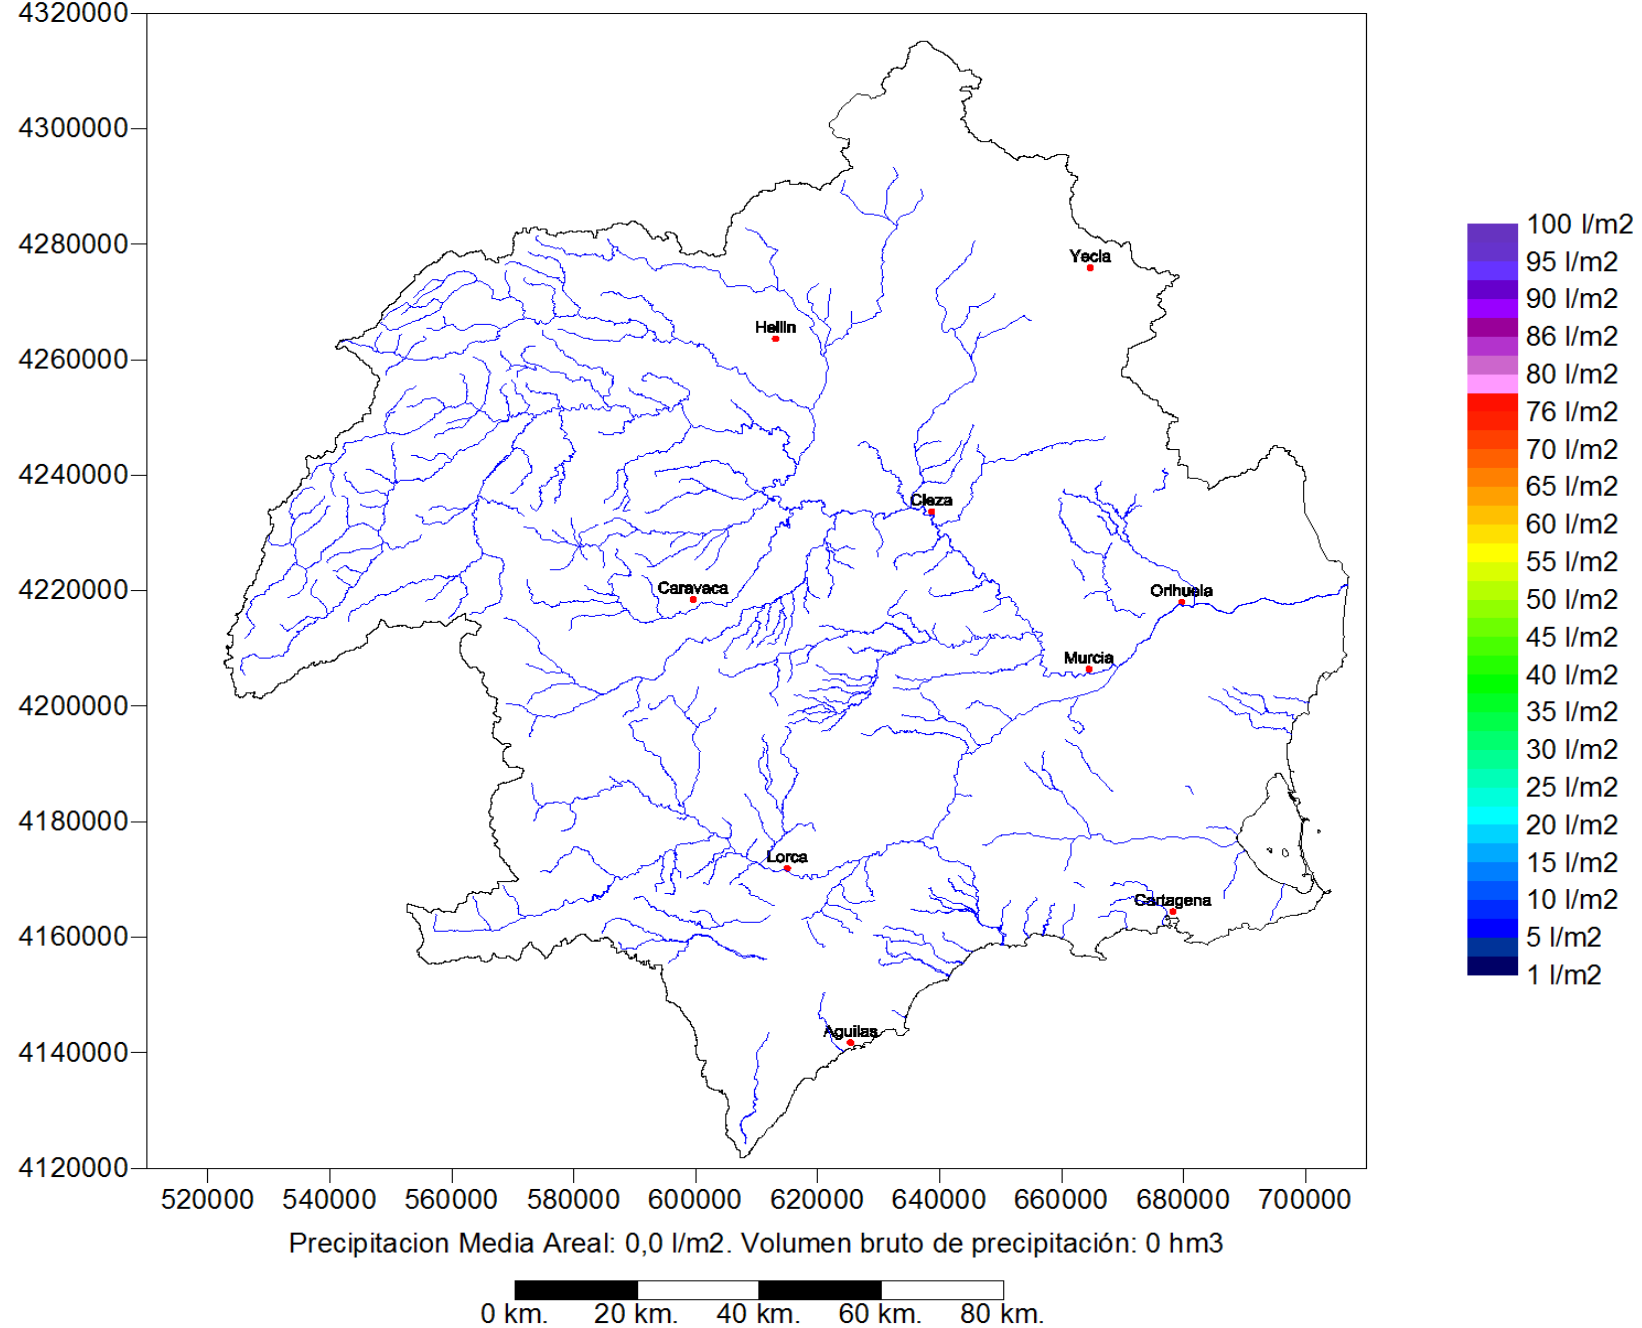 4320000
4300000
4280000
4260000
4240000
4220000
4200000
4180000
4160000
4140000
4120000
520000 540000 560000 580000 600000 620000 640000 660000 680000 700000
Yecla
Hellin
Cieza
Caravaca
Orihuela
Murcia
Lorca
Cartagena
Aguilas
100 l/m2
95 l/m2
90 l/m2
86 l/m2
80 l/m2
76 l/m2
70 l/m2
65 l/m2
60 l/m2
55 l/m2
50 l/m2
45 l/m2
40 l/m2
35 l/m2
30 l/m2
25 l/m2
20 l/m2
15 l/m2
10 l/m2
5 l/m2
1 l/m2
Precipitacion Media Areal: 0,0 l/m2. Volumen bruto de precipitación: 0 hm3
0 km. 20 km. 40 km. 60 km. 80 km.